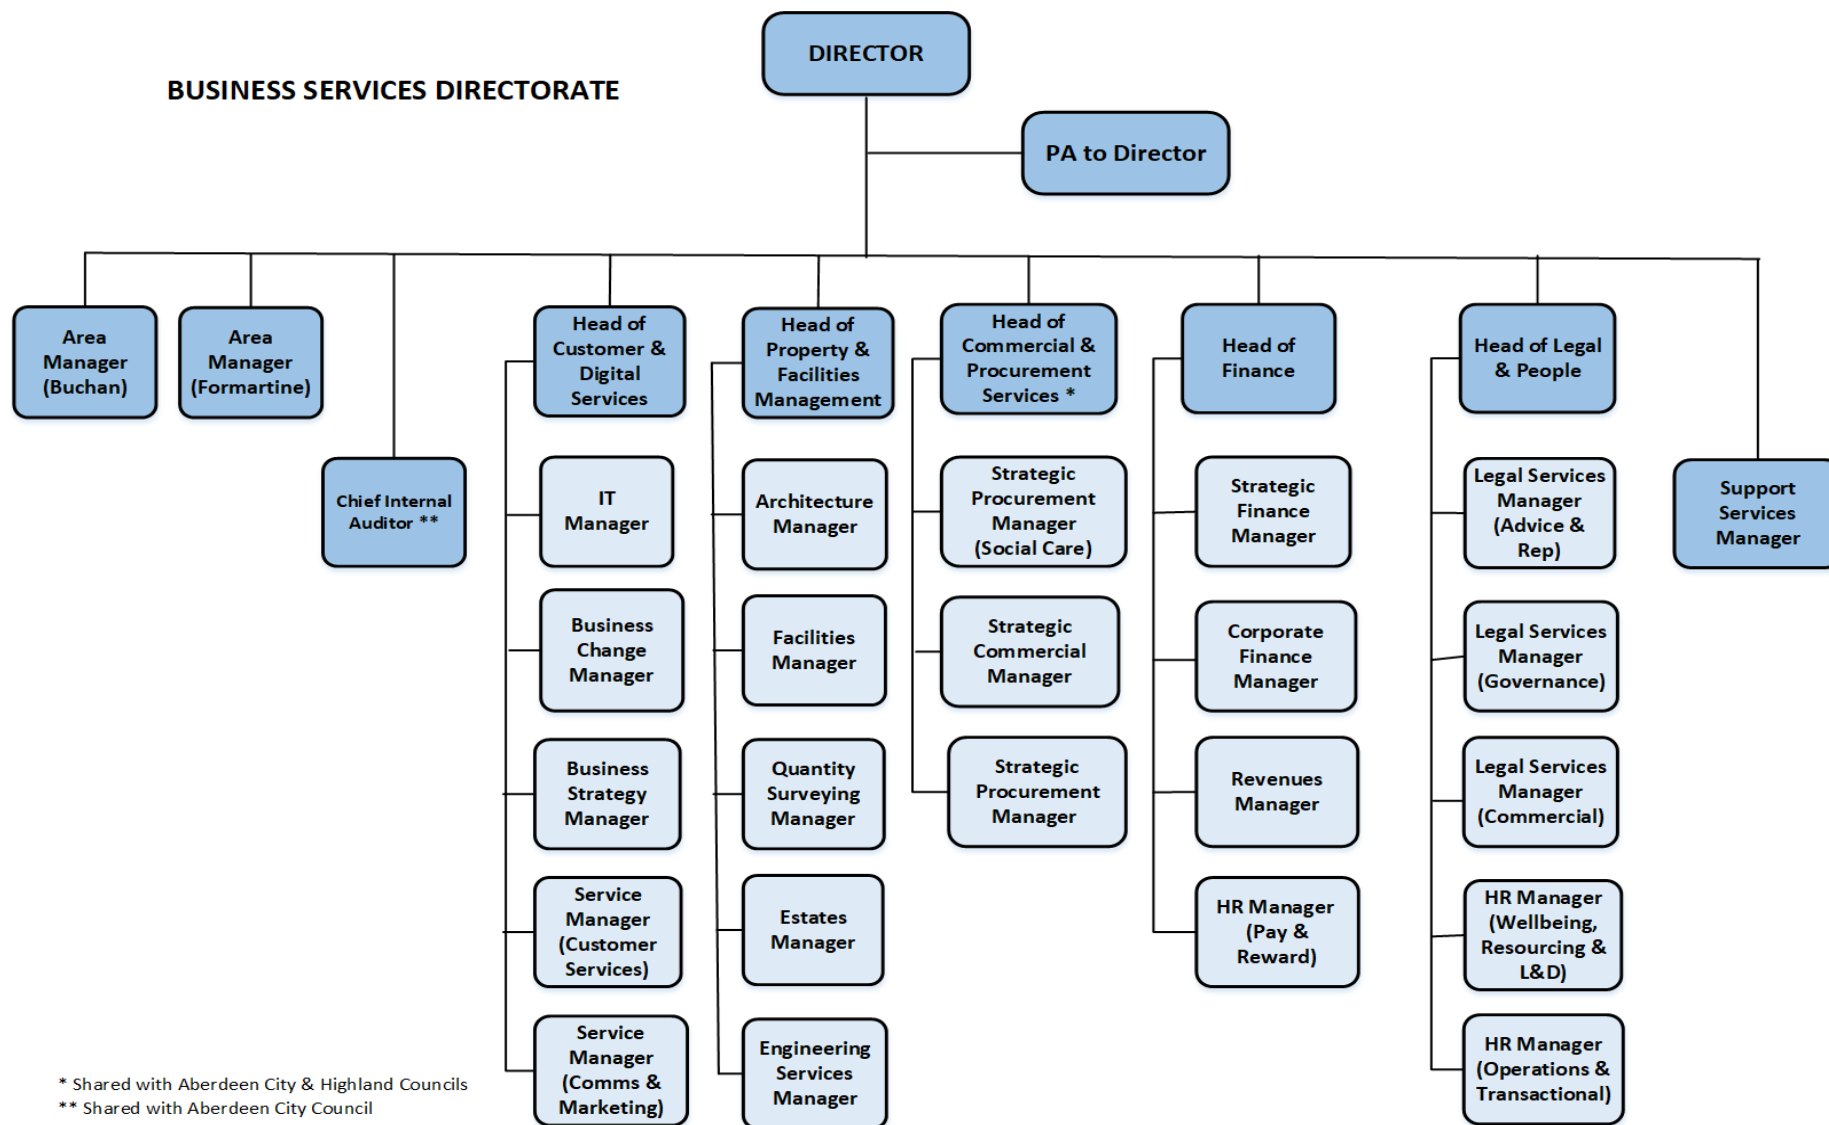 DIRECTOR
BUSINESS SERVICES DIRECTORATE
PA to Director
Area
Manager
(Buchan)
Area
Manager
(Formartine)
Chief Internal
Auditor **
Head of
Customer &
Digital
Services
IT
Manager
Business
Change
Manager
Business
Strategy
Manager
Service
Manager
(Customer
Services)
Service
Manager
(Comms &
Marketing)
Head of
Property &
Facilities
Management
Architecture
Manager
Facilities
Manager
Quantity
Surveying
Manager
Estates
Manager
Engineering
Services
Manager
Head of
Commercial &
Procurement
Services *
Strategic
Procurement
Manager
(Social Care)
Strategic
Commercial
Manager
Strategic
Procurement
Manager
Head of
Finance
Strategic
Finance
Manager
Corporate
Finance
Manager
Revenues
Manager
HR Manager
(Pay &
Reward)
Head of Legal
& People
Legal Services
Manager
(Advice &
Rep)
Legal Services
Manager
(Governance)
Legal Services
Manager
(Commercial)
HR Manager
(Wellbeing,
Resourcing &
L&D)
HR Manager
(Operations &
Transactional)
Support
Services
Manager
* Shared with Aberdeen City & Highland Councils
** Shared with Aberdeen City Council